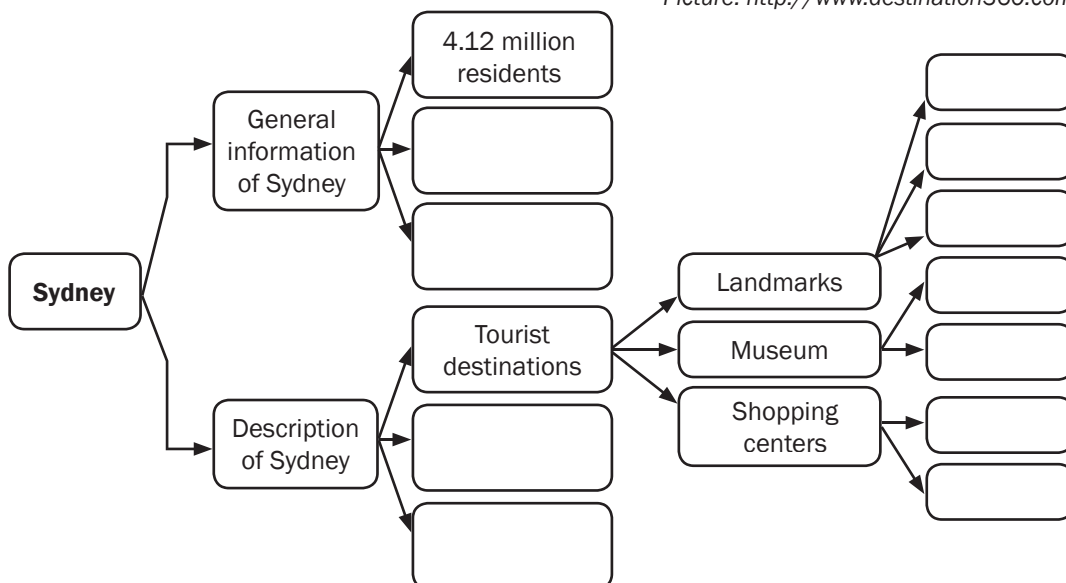 Picture: http://www.destination360.com
4.12 million
residents
General
information
of Sydney
Sydney
Landmarks
Tourist
destinations
Museum
Shopping
centers
Description
of Sydney